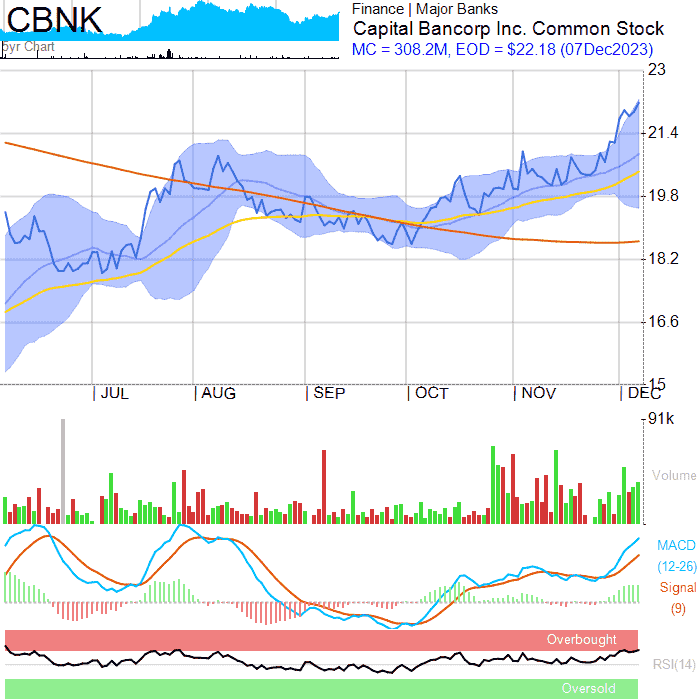 CBNK
5yr Chart
Finance | Major Banks
Capital Bancorp Inc. Common Stock
MC = 308.2M, EOD = $22.18 (07Dec2023)
23
21.4
19.8
18.2
16.6
15
JUL AUG SEP OCT NOV DEC
91k
Volume
MACD
(12-26)
Signal
(9)
Overbought
RSI(14)
Oversold